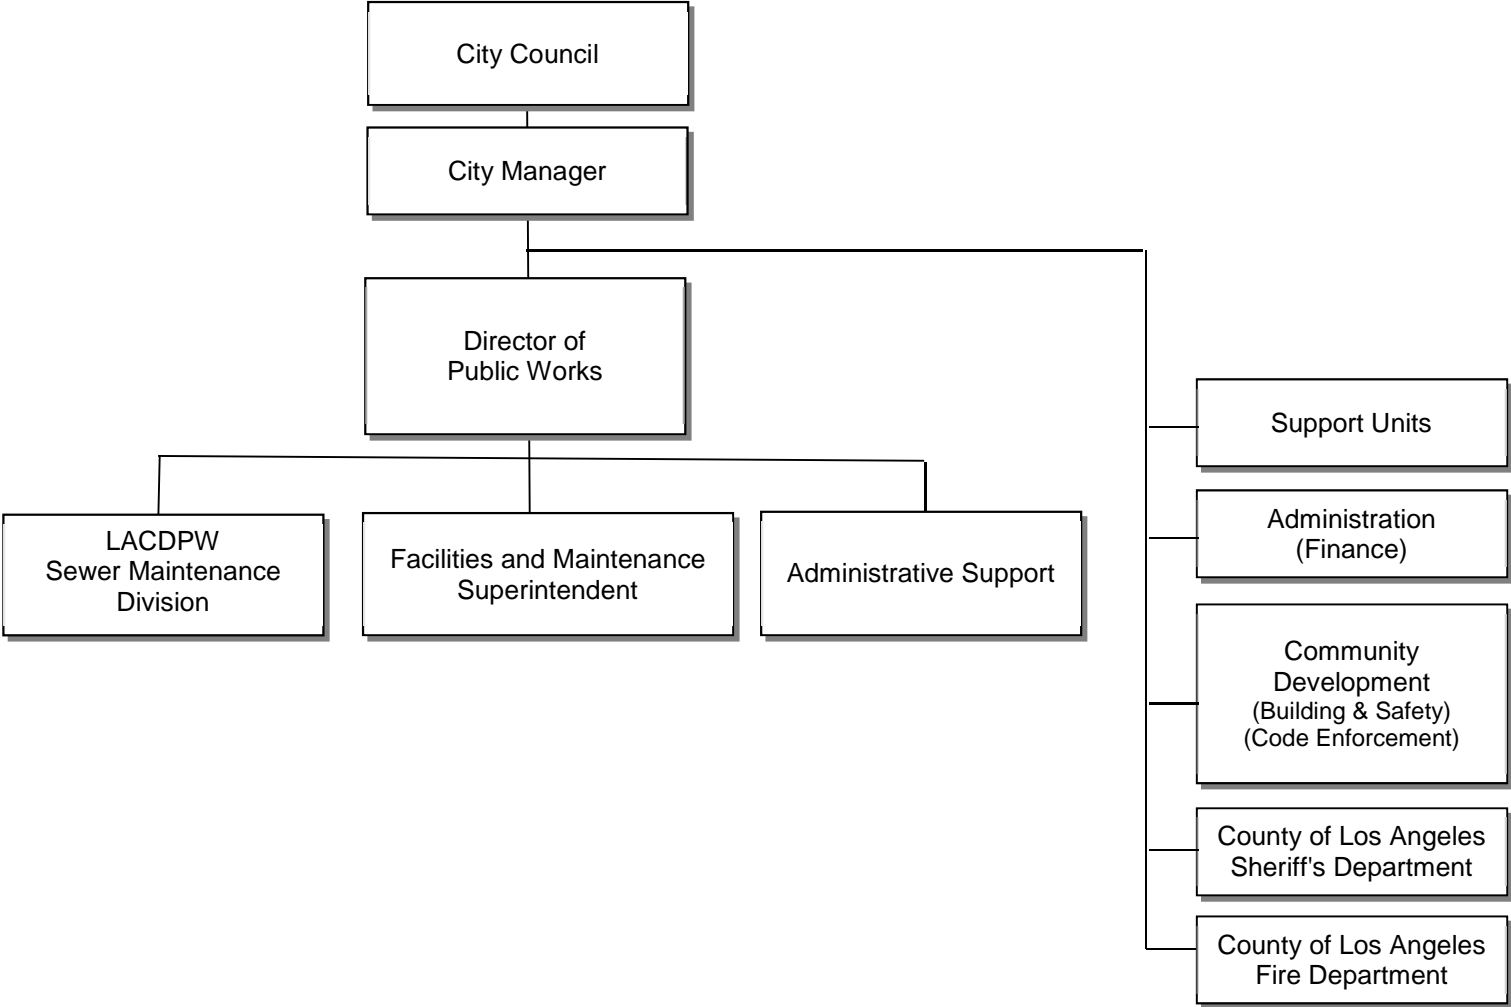 City Council
City Manager
Director of
Public Works
LACDPW
Sewer Maintenance
Division
Facilities and Maintenance
Superintendent
Administrative Support
Support Units
Administration
(Finance)
Community
Development
(Building & Safety)
(Code Enforcement)
County of Los Angeles
Sheriff's Department
County of Los Angeles
Fire Department